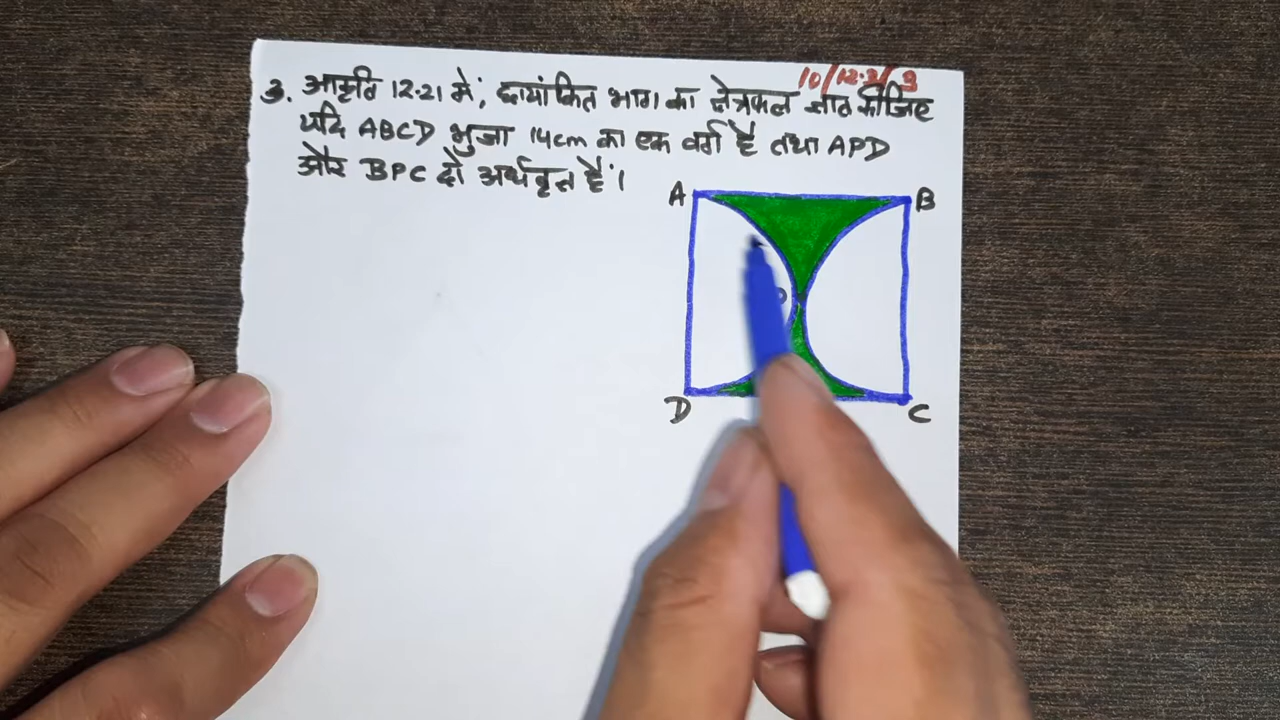 10/12.3/3
3. आकृति 12.21 में, छायांकित भाग का क्षेत्रफल ज्ञात कीजिए
यदि ABCD भुजा 14cm का एक वर्ग है तथा APD
और BPC दो अर्धवृत हैं।
A
B
P
D
C